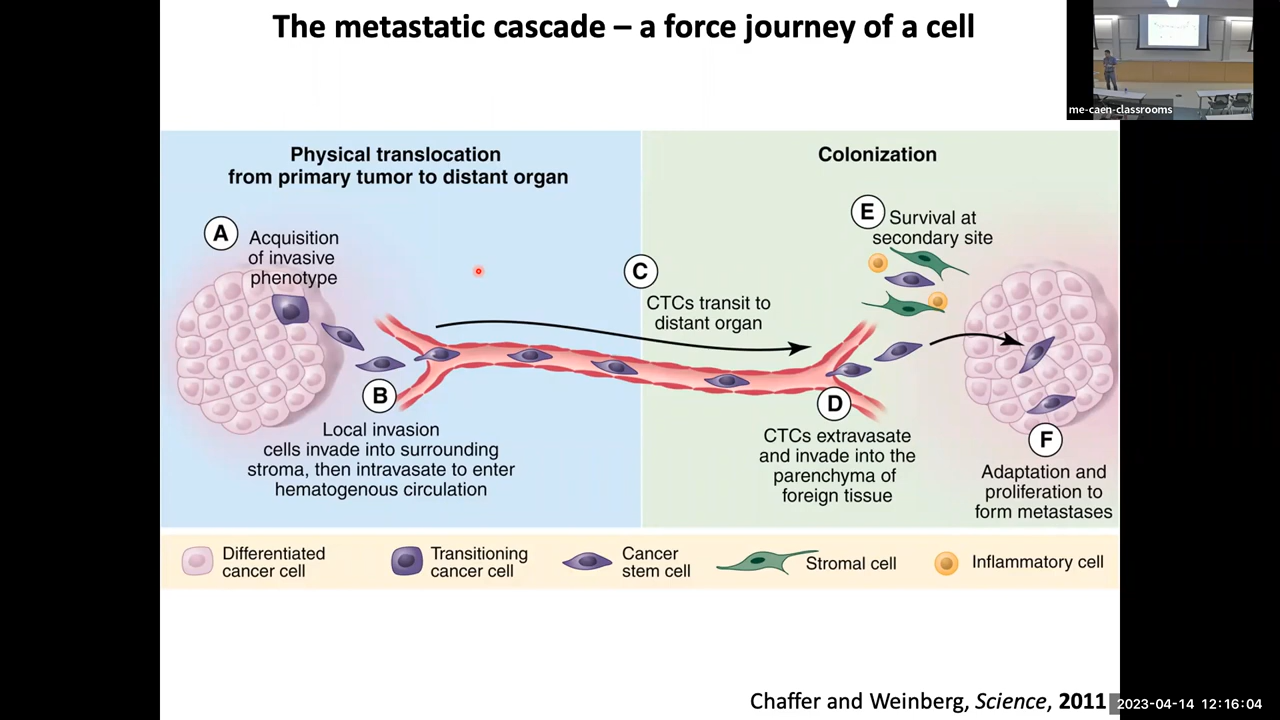 The metastatic cascade – a force journey of a cell
me-caen-classrooms
Physical translocation
from primary tumor to distant organ
Colonization
A
Acquisition
of invasive
phenotype
B
Local invasion
cells invade into surrounding
stroma, then intravasate to enter
hematogenous circulation
C
CTCs transit to
distant organ
D
CTCs extravasate
and invade into the
parenchyma of
foreign tissue
E
Survival at
secondary site
F
Adaptation and
proliferation to
form metastases
Differentiated
cancer cell
Transitioning
cancer cell
Cancer
stem cell
Stromal cell
Inflammatory cell
Chaffer and Weinberg, Science, 2011
2023-04-14 12:16:04